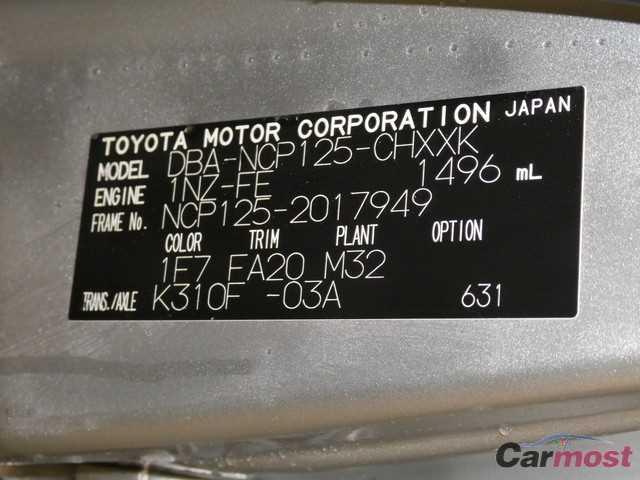 TOYOTA MOTOR CORPORATION JAPAN
MODEL DBA-NCP125-CHXXK
ENGINE 1NZ-FE 1496 mL
FRAME No. NCP125-2017949
COLOR TRIM PLANT OPTION
1F7 FA20 M32
TRANS./AXLE K310F -03A 631
Carmost